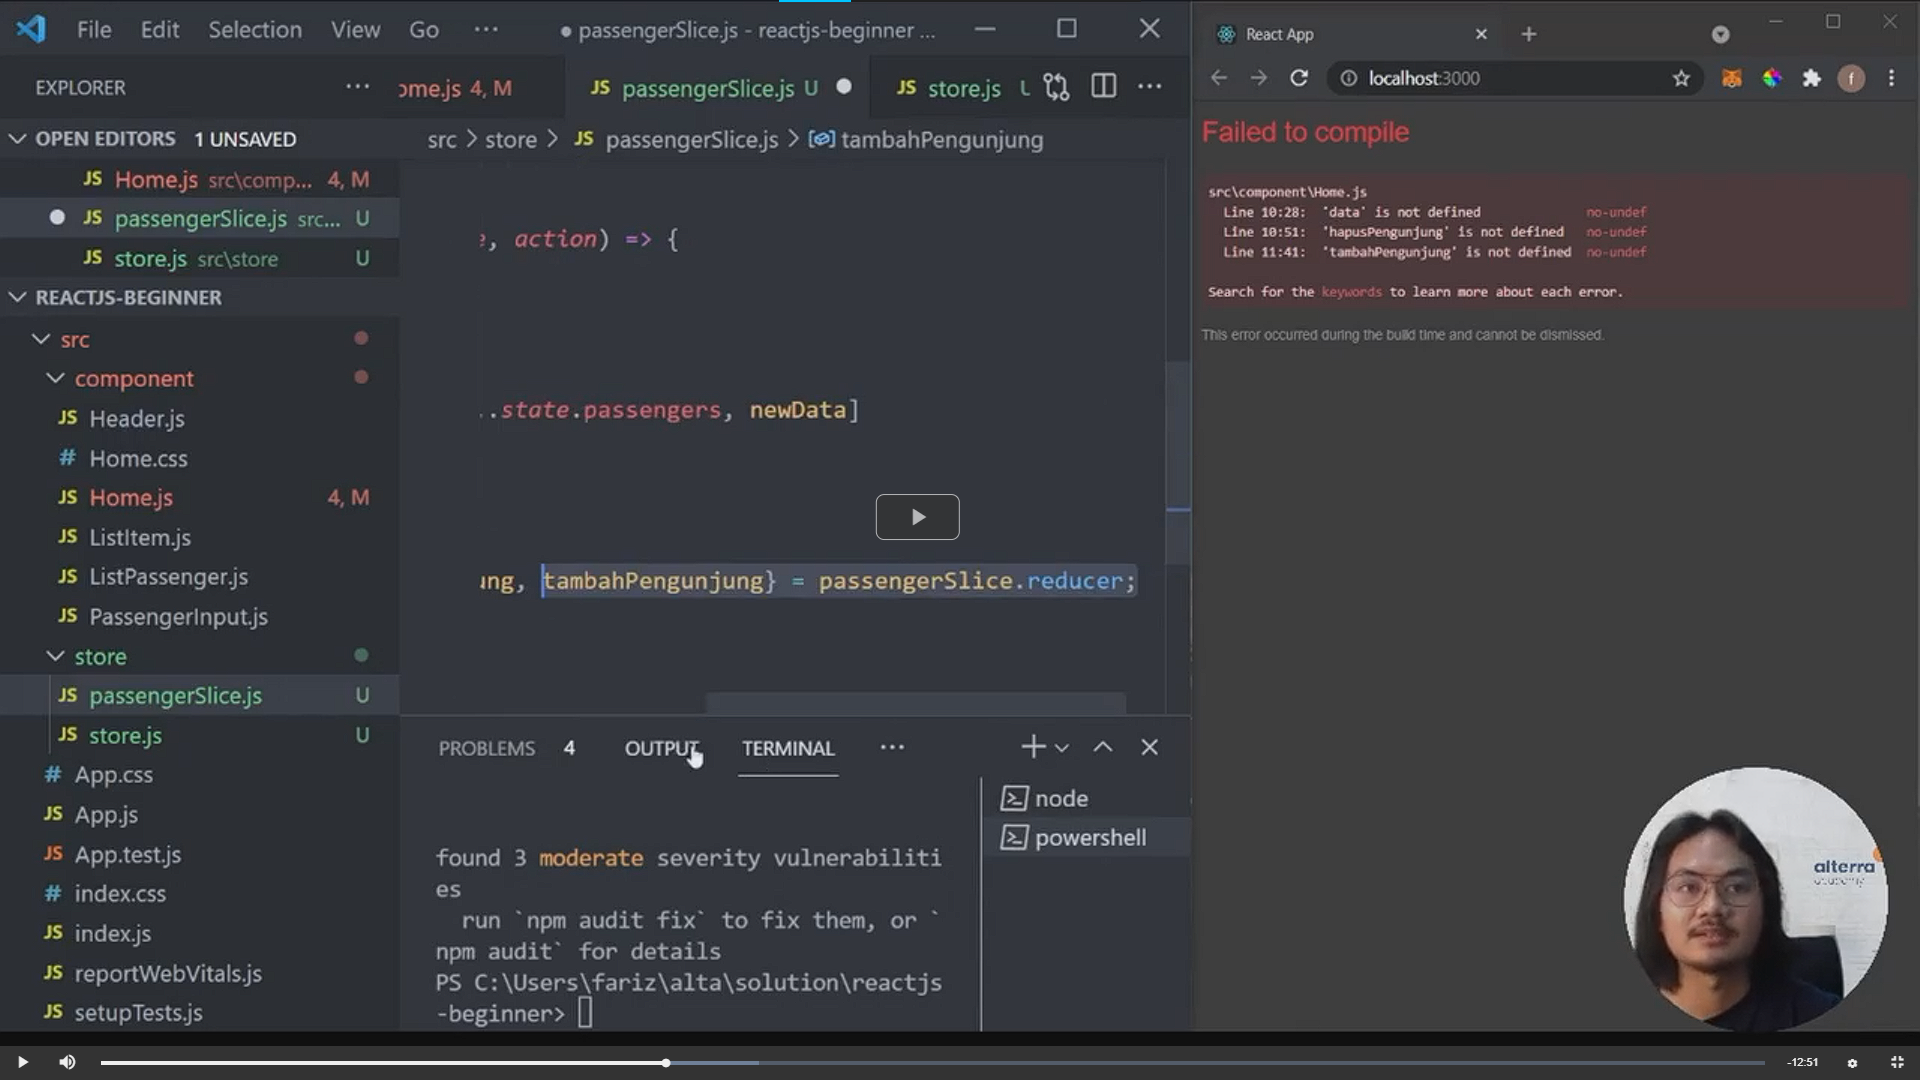 File Edit Selection View Go ··· ● passengerSlice.js - reactjs-beginner ...
EXPLORER ···
ome.js 4, M
JS passengerSlice.js U ●
JS store.js
OPEN EDITORS 1 UNSAVED
JS Home.js src\comp... 4, M
JS passengerSlice.js src... U
JS store.js src\store U
REACTJS-BEGINNER
src
component
JS Header.js
# Home.css
JS Home.js 4, M
JS ListItem.js
JS ListPassenger.js
JS PassengerInput.js
store
JS passengerSlice.js U
JS store.js U
# App.css
JS App.js
JS App.test.js
# index.css
JS index.js
JS reportWebVitals.js
JS setupTests.js
src > store > JS passengerSlice.js > tambahPengunjung
, action) => {
..state.passengers, newData]
ung, tambahPengunjung} = passengerSlice.reducer;
PROBLEMS 4 OUTPUT TERMINAL ···
node
powershell
found 3 moderate severity vulnerabiliti
es
run `npm audit fix` to fix them, or `
npm audit` for details
PS C:\Users\fariz\alta\solution\reactjs
-beginner>
React App
localhost:3000
f
Failed to compile
src\component\Home.js
Line 10:28: 'data' is not defined no-undef
Line 10:51: 'hapusPengunjung' is not defined no-undef
Line 11:41: 'tambahPengunjung' is not defined no-undef
Search for the keywords to learn more about each error.
This error occurred during the build time and cannot be dismissed.
alterra
academy
-12:51